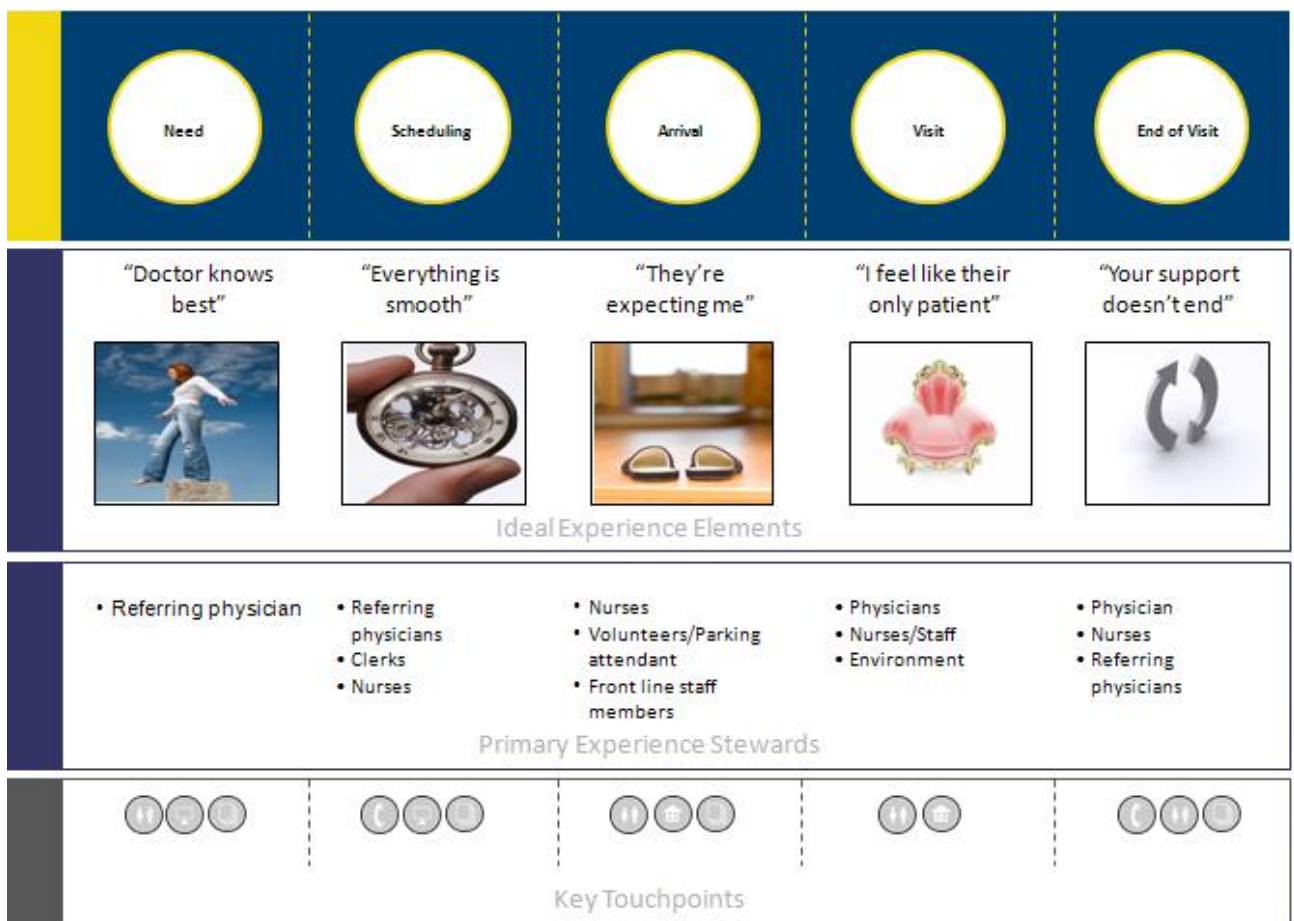 Need
Scheduling
Arrival
Visit
End of Visit
“Doctor knows
best”
“Everything is
smooth”
“They’re
expecting me”
“I feel like their
only patient”
“Your support
doesn’t end”
Ideal Experience Elements
• Referring physician
• Referring
physicians
• Clerks
• Nurses
• Nurses
• Volunteers/Parking
attendant
• Front line staff
members
• Physicians
• Nurses/Staff
• Environment
• Physician
• Nurses
• Referring
physicians
Primary Experience Stewards
Key Touchpoints